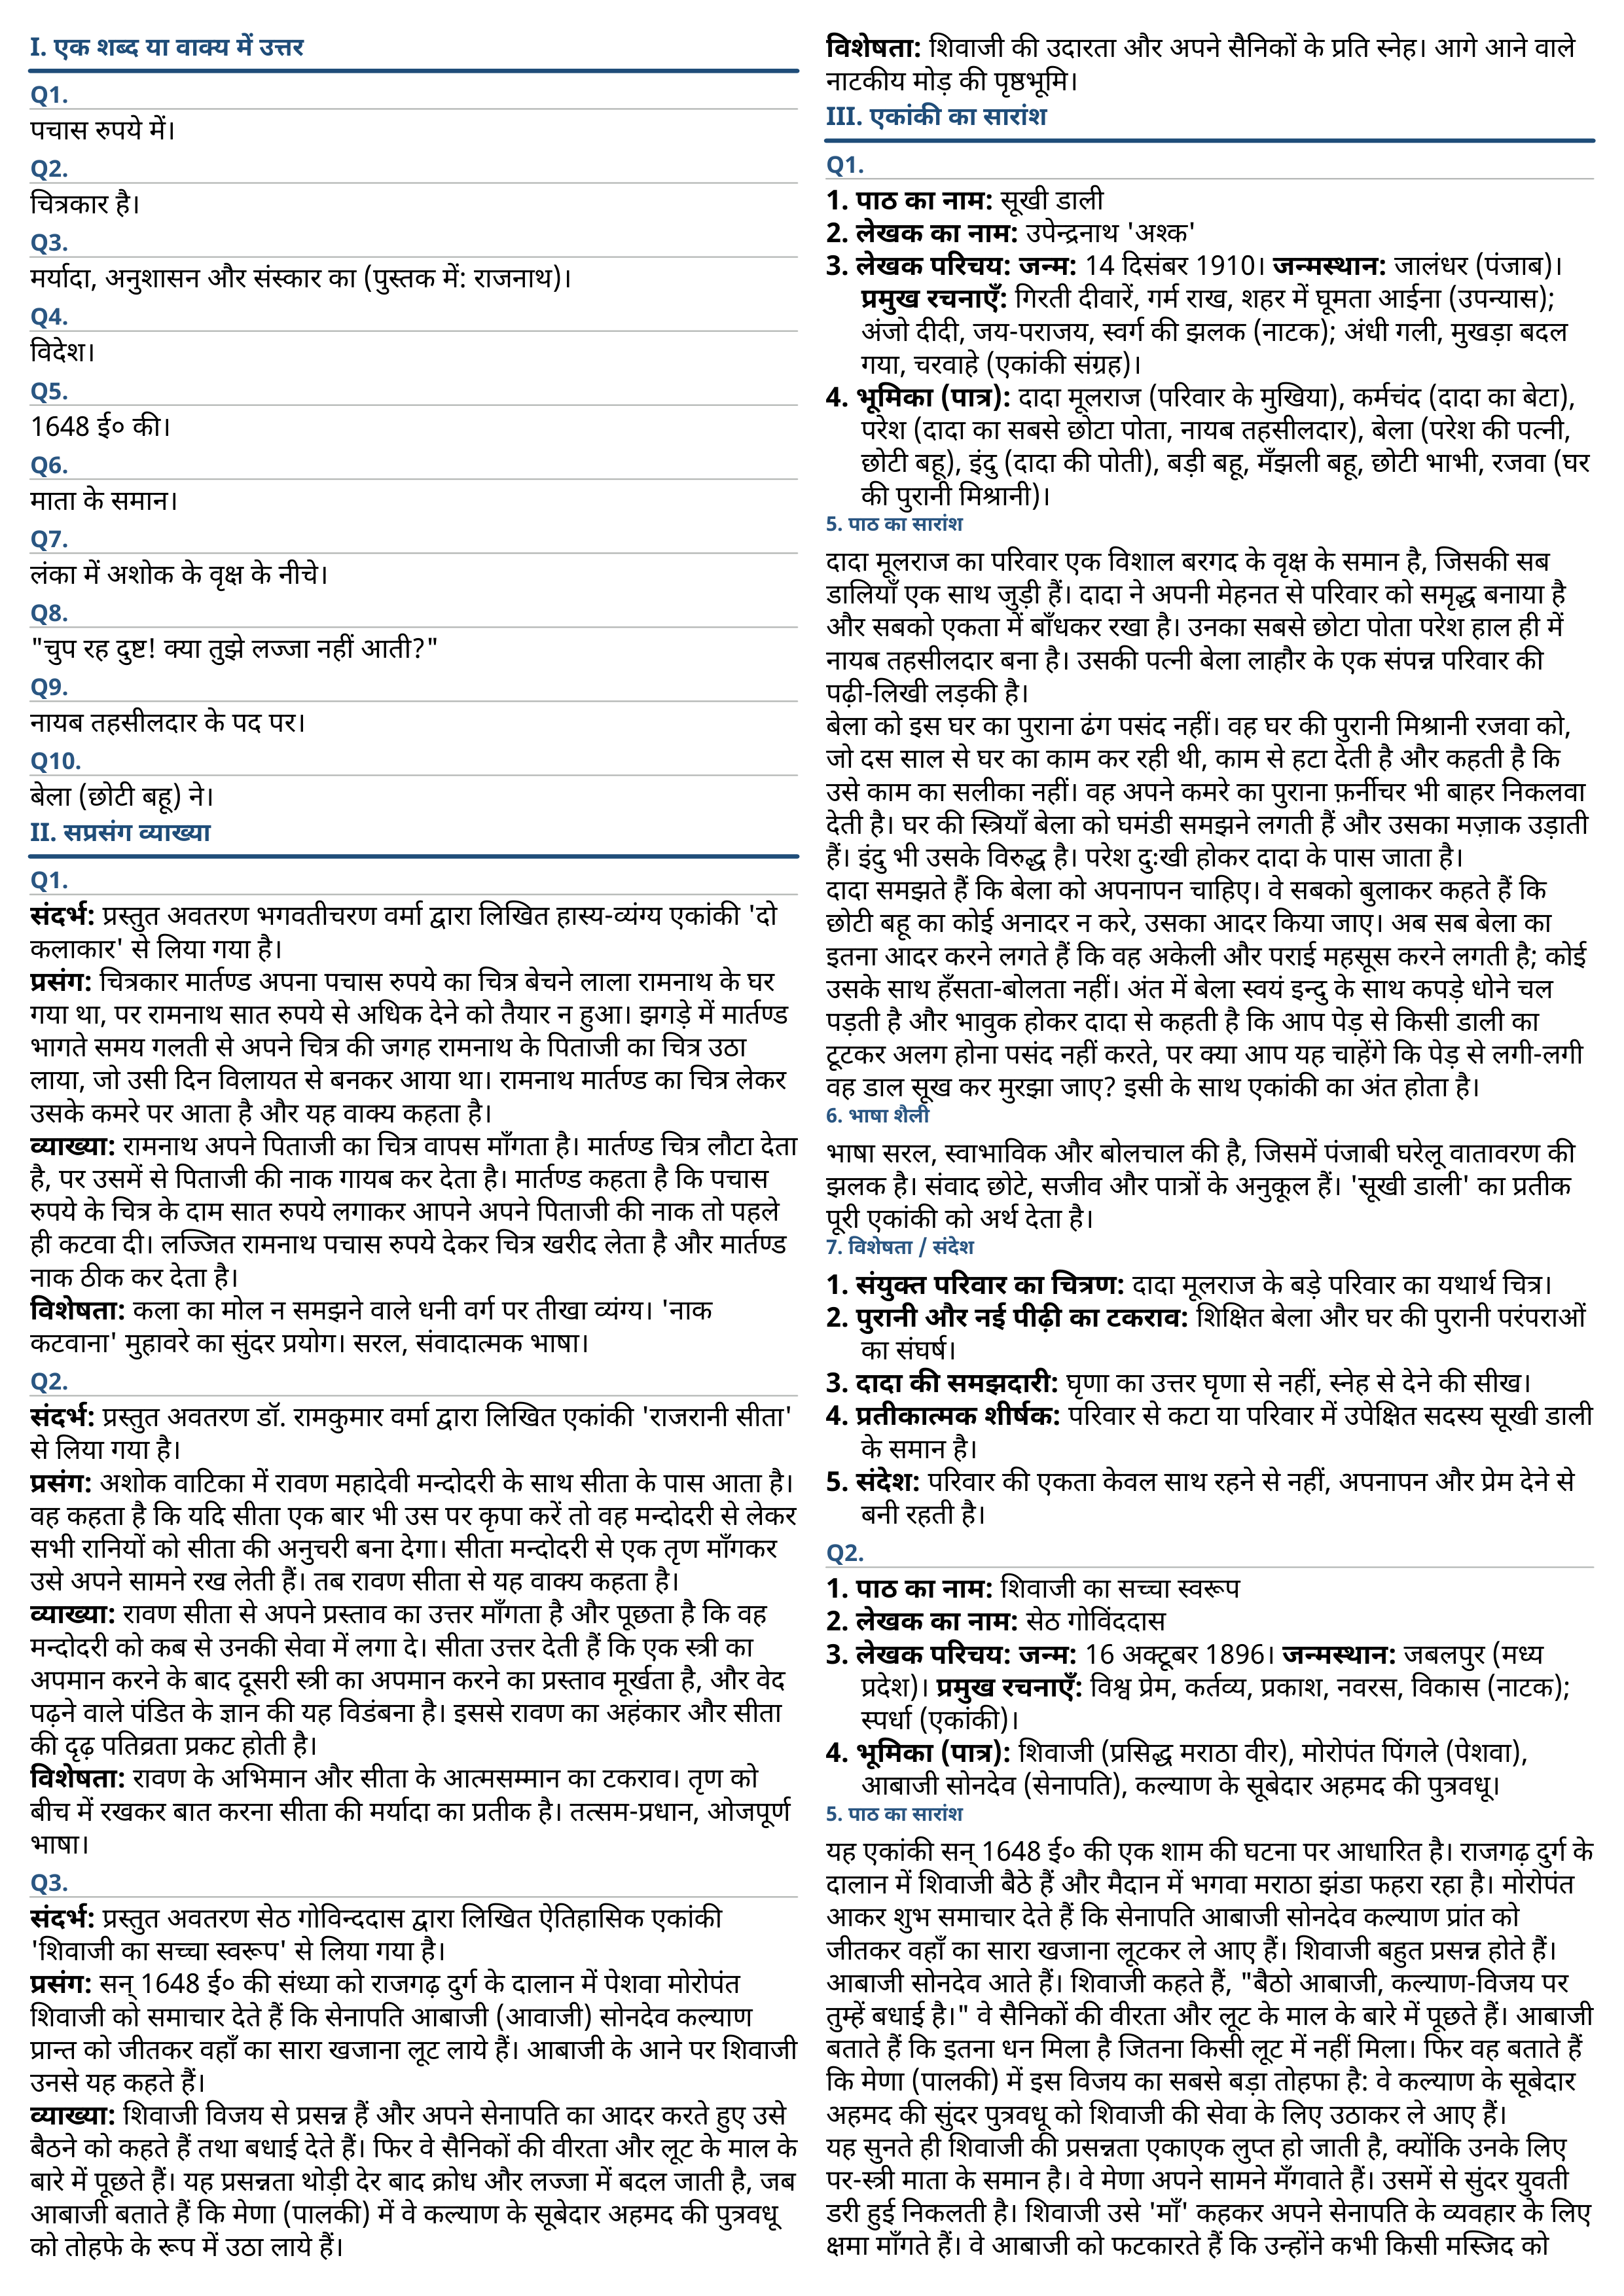 I. एक शब्द या वाक्य में उत्तर
Q1.
पचास रुपये में।
Q2.
चित्रकार है।
Q3.
मर्यादा, अनुशासन और संस्कार का (पुस्तक में: राजनाथ)।
Q4.
विदेश।
Q5.
1648 ई० की।
Q6.
माता के समान।
Q7.
लंका में अशोक के वृक्ष के नीचे।
Q8.
"चुप रह दुष्ट! क्या तुझे लज्जा नहीं आती?"
Q9.
नायब तहसीलदार के पद पर।
Q10.
बेला (छोटी बहू) ने।
II. सप्रसंग व्याख्या
Q1.
संदर्भ: प्रस्तुत अवतरण भगवतीचरण वर्मा द्वारा लिखित हास्य-व्यंग्य एकांकी 'दो
कलाकार' से लिया गया है।
प्रसंग: चित्रकार मार्तण्ड अपना पचास रुपये का चित्र बेचने लाला रामनाथ के घर
गया था, पर रामनाथ सात रुपये से अधिक देने को तैयार न हुआ। झगड़े में मार्तण्ड
भागते समय गलती से अपने चित्र की जगह रामनाथ के पिताजी का चित्र उठा
लाया, जो उसी दिन विलायत से बनकर आया था। रामनाथ मार्तण्ड का चित्र लेकर
उसके कमरे पर आता है और यह वाक्य कहता है।
व्याख्या: रामनाथ अपने पिताजी का चित्र वापस माँगता है। मार्तण्ड चित्र लौटा देता
है, पर उसमें से पिताजी की नाक गायब कर देता है। मार्तण्ड कहता है कि पचास
रुपये के चित्र के दाम सात रुपये लगाकर आपने अपने पिताजी की नाक तो पहले
ही कटवा दी। लज्जित रामनाथ पचास रुपये देकर चित्र खरीद लेता है और मार्तण्ड
नाक ठीक कर देता है।
विशेषता: कला का मोल न समझने वाले धनी वर्ग पर तीखा व्यंग्य। 'नाक
कटवाना' मुहावरे का सुंदर प्रयोग। सरल, संवादात्मक भाषा।
Q2.
संदर्भ: प्रस्तुत अवतरण डॉ. रामकुमार वर्मा द्वारा लिखित एकांकी 'राजरानी सीता'
से लिया गया है।
प्रसंग: अशोक वाटिका में रावण महादेवी मन्दोदरी के साथ सीता के पास आता है।
वह कहता है कि यदि सीता एक बार भी उस पर कृपा करें तो वह मन्दोदरी से लेकर
सभी रानियों को सीता की अनुचरी बना देगा। सीता मन्दोदरी से एक तृण माँगकर
उसे अपने सामने रख लेती हैं। तब रावण सीता से यह वाक्य कहता है।
व्याख्या: रावण सीता से अपने प्रस्ताव का उत्तर माँगता है और पूछता है कि वह
मन्दोदरी को कब से उनकी सेवा में लगा दे। सीता उत्तर देती हैं कि एक स्त्री का
अपमान करने के बाद दूसरी स्त्री का अपमान करने का प्रस्ताव मूर्खता है, और वेद
पढ़ने वाले पंडित के ज्ञान की यह विडंबना है। इससे रावण का अहंकार और सीता
की दृढ़ पतिव्रता प्रकट होती है।
विशेषता: रावण के अभिमान और सीता के आत्मसम्मान का टकराव। तृण को
बीच में रखकर बात करना सीता की मर्यादा का प्रतीक है। तत्सम-प्रधान, ओजपूर्ण
भाषा।
Q3.
संदर्भ: प्रस्तुत अवतरण सेठ गोविन्ददास द्वारा लिखित ऐतिहासिक एकांकी
'शिवाजी का सच्चा स्वरूप' से लिया गया है।
प्रसंग: सन् 1648 ई० की संध्या को राजगढ़ दुर्ग के दालान में पेशवा मोरोपंत
शिवाजी को समाचार देते हैं कि सेनापति आबाजी (आवाजी) सोनदेव कल्याण
प्रान्त को जीतकर वहाँ का सारा खजाना लूट लाये हैं। आबाजी के आने पर शिवाजी
उनसे यह कहते हैं।
व्याख्या: शिवाजी विजय से प्रसन्न हैं और अपने सेनापति का आदर करते हुए उसे
बैठने को कहते हैं तथा बधाई देते हैं। फिर वे सैनिकों की वीरता और लूट के माल के
बारे में पूछते हैं। यह प्रसन्नता थोड़ी देर बाद क्रोध और लज्जा में बदल जाती है, जब
आबाजी बताते हैं कि मेणा (पालकी) में वे कल्याण के सूबेदार अहमद की पुत्रवधू
को तोहफे के रूप में उठा लाये हैं।
विशेषता: शिवाजी की उदारता और अपने सैनिकों के प्रति स्नेह। आगे आने वाले
नाटकीय मोड़ की पृष्ठभूमि।
III. एकांकी का सारांश
Q1.
1. पाठ का नाम: सूखी डाली
2. लेखक का नाम: उपेन्द्रनाथ 'अश्क'
3. लेखक परिचय: जन्म: 14 दिसंबर 1910। जन्मस्थान: जालंधर (पंजाब)।
प्रमुख रचनाएँ: गिरती दीवारें, गर्म राख, शहर में घूमता आईना (उपन्यास);
अंजो दीदी, जय-पराजय, स्वर्ग की झलक (नाटक); अंधी गली, मुखड़ा बदल
गया, चरवाहे (एकांकी संग्रह)।
4. भूमिका (पात्र): दादा मूलराज (परिवार के मुखिया), कर्मचंद (दादा का बेटा),
परेश (दादा का सबसे छोटा पोता, नायब तहसीलदार), बेला (परेश की पत्नी,
छोटी बहू), इंदु (दादा की पोती), बड़ी बहू, मँझली बहू, छोटी भाभी, रजवा (घर
की पुरानी मिश्रानी)।
5. पाठ का सारांश
दादा मूलराज का परिवार एक विशाल बरगद के वृक्ष के समान है, जिसकी सब
डालियाँ एक साथ जुड़ी हैं। दादा ने अपनी मेहनत से परिवार को समृद्ध बनाया है
और सबको एकता में बाँधकर रखा है। उनका सबसे छोटा पोता परेश हाल ही में
नायब तहसीलदार बना है। उसकी पत्नी बेला लाहौर के एक संपन्न परिवार की
पढ़ी-लिखी लड़की है।
बेला को इस घर का पुराना ढंग पसंद नहीं। वह घर की पुरानी मिश्रानी रजवा को,
जो दस साल से घर का काम कर रही थी, काम से हटा देती है और कहती है कि
उसे काम का सलीका नहीं। वह अपने कमरे का पुराना फ़र्नीचर भी बाहर निकलवा
देती है। घर की स्त्रियाँ बेला को घमंडी समझने लगती हैं और उसका मज़ाक उड़ाती
हैं। इंदु भी उसके विरुद्ध है। परेश दुःखी होकर दादा के पास जाता है।
दादा समझते हैं कि बेला को अपनापन चाहिए। वे सबको बुलाकर कहते हैं कि
छोटी बहू का कोई अनादर न करे, उसका आदर किया जाए। अब सब बेला का
इतना आदर करने लगते हैं कि वह अकेली और पराई महसूस करने लगती है; कोई
उसके साथ हँसता-बोलता नहीं। अंत में बेला स्वयं इन्दु के साथ कपड़े धोने चल
पड़ती है और भावुक होकर दादा से कहती है कि आप पेड़ से किसी डाली का
टूटकर अलग होना पसंद नहीं करते, पर क्या आप यह चाहेंगे कि पेड़ से लगी-लगी
वह डाल सूख कर मुरझा जाए? इसी के साथ एकांकी का अंत होता है।
6. भाषा शैली
भाषा सरल, स्वाभाविक और बोलचाल की है, जिसमें पंजाबी घरेलू वातावरण की
झलक है। संवाद छोटे, सजीव और पात्रों के अनुकूल हैं। 'सूखी डाली' का प्रतीक
पूरी एकांकी को अर्थ देता है।
7. विशेषता / संदेश
1. संयुक्त परिवार का चित्रण: दादा मूलराज के बड़े परिवार का यथार्थ चित्र।
2. पुरानी और नई पीढ़ी का टकराव: शिक्षित बेला और घर की पुरानी परंपराओं
का संघर्ष।
3. दादा की समझदारी: घृणा का उत्तर घृणा से नहीं, स्नेह से देने की सीख।
4. प्रतीकात्मक शीर्षक: परिवार से कटा या परिवार में उपेक्षित सदस्य सूखी डाली
के समान है।
5. संदेश: परिवार की एकता केवल साथ रहने से नहीं, अपनापन और प्रेम देने से
बनी रहती है।
Q2.
1. पाठ का नाम: शिवाजी का सच्चा स्वरूप
2. लेखक का नाम: सेठ गोविंददास
3. लेखक परिचय: जन्म: 16 अक्टूबर 1896। जन्मस्थान: जबलपुर (मध्य
प्रदेश)। प्रमुख रचनाएँ: विश्व प्रेम, कर्तव्य, प्रकाश, नवरस, विकास (नाटक);
स्पर्धा (एकांकी)।
4. भूमिका (पात्र): शिवाजी (प्रसिद्ध मराठा वीर), मोरोपंत पिंगले (पेशवा),
आबाजी सोनदेव (सेनापति), कल्याण के सूबेदार अहमद की पुत्रवधू।
5. पाठ का सारांश
यह एकांकी सन् 1648 ई० की एक शाम की घटना पर आधारित है। राजगढ़ दुर्ग के
दालान में शिवाजी बैठे हैं और मैदान में भगवा मराठा झंडा फहरा रहा है। मोरोपंत
आकर शुभ समाचार देते हैं कि सेनापति आबाजी सोनदेव कल्याण प्रांत को
जीतकर वहाँ का सारा खजाना लूटकर ले आए हैं। शिवाजी बहुत प्रसन्न होते हैं।
आबाजी सोनदेव आते हैं। शिवाजी कहते हैं, "बैठो आबाजी, कल्याण-विजय पर
तुम्हें बधाई है।" वे सैनिकों की वीरता और लूट के माल के बारे में पूछते हैं। आबाजी
बताते हैं कि इतना धन मिला है जितना किसी लूट में नहीं मिला। फिर वह बताते हैं
कि मेणा (पालकी) में इस विजय का सबसे बड़ा तोहफा है: वे कल्याण के सूबेदार
अहमद की सुंदर पुत्रवधू को शिवाजी की सेवा के लिए उठाकर ले आए हैं।
यह सुनते ही शिवाजी की प्रसन्नता एकाएक लुप्त हो जाती है, क्योंकि उनके लिए
पर-स्त्री माता के समान है। वे मेणा अपने सामने मँगवाते हैं। उसमें से सुंदर युवती
डरी हुई निकलती है। शिवाजी उसे 'माँ' कहकर अपने सेनापति के व्यवहार के लिए
क्षमा माँगते हैं। वे आबाजी को फटकारते हैं कि उन्होंने कभी किसी मस्जिद को